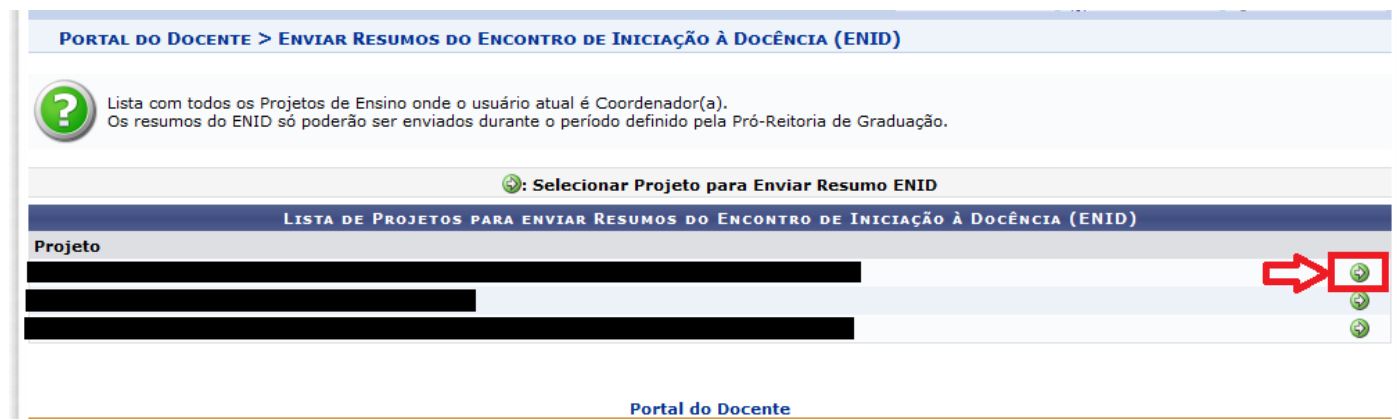 PORTAL DO DOCENTE > ENVIAR RESUMOS DO ENCONTRO DE INICIAÇÃO À DOCÊNCIA (ENID)
?
Lista com todos os Projetos de Ensino onde o usuário atual é Coordenador(a).
Os resumos do ENID só poderão ser enviados durante o período definido pela Pró-Reitoria de Graduação.
: Selecionar Projeto para Enviar Resumo ENID
LISTA DE PROJETOS PARA ENVIAR RESUMOS DO ENCONTRO DE INICIAÇÃO À DOCÊNCIA (ENID)
Projeto
Portal do Docente